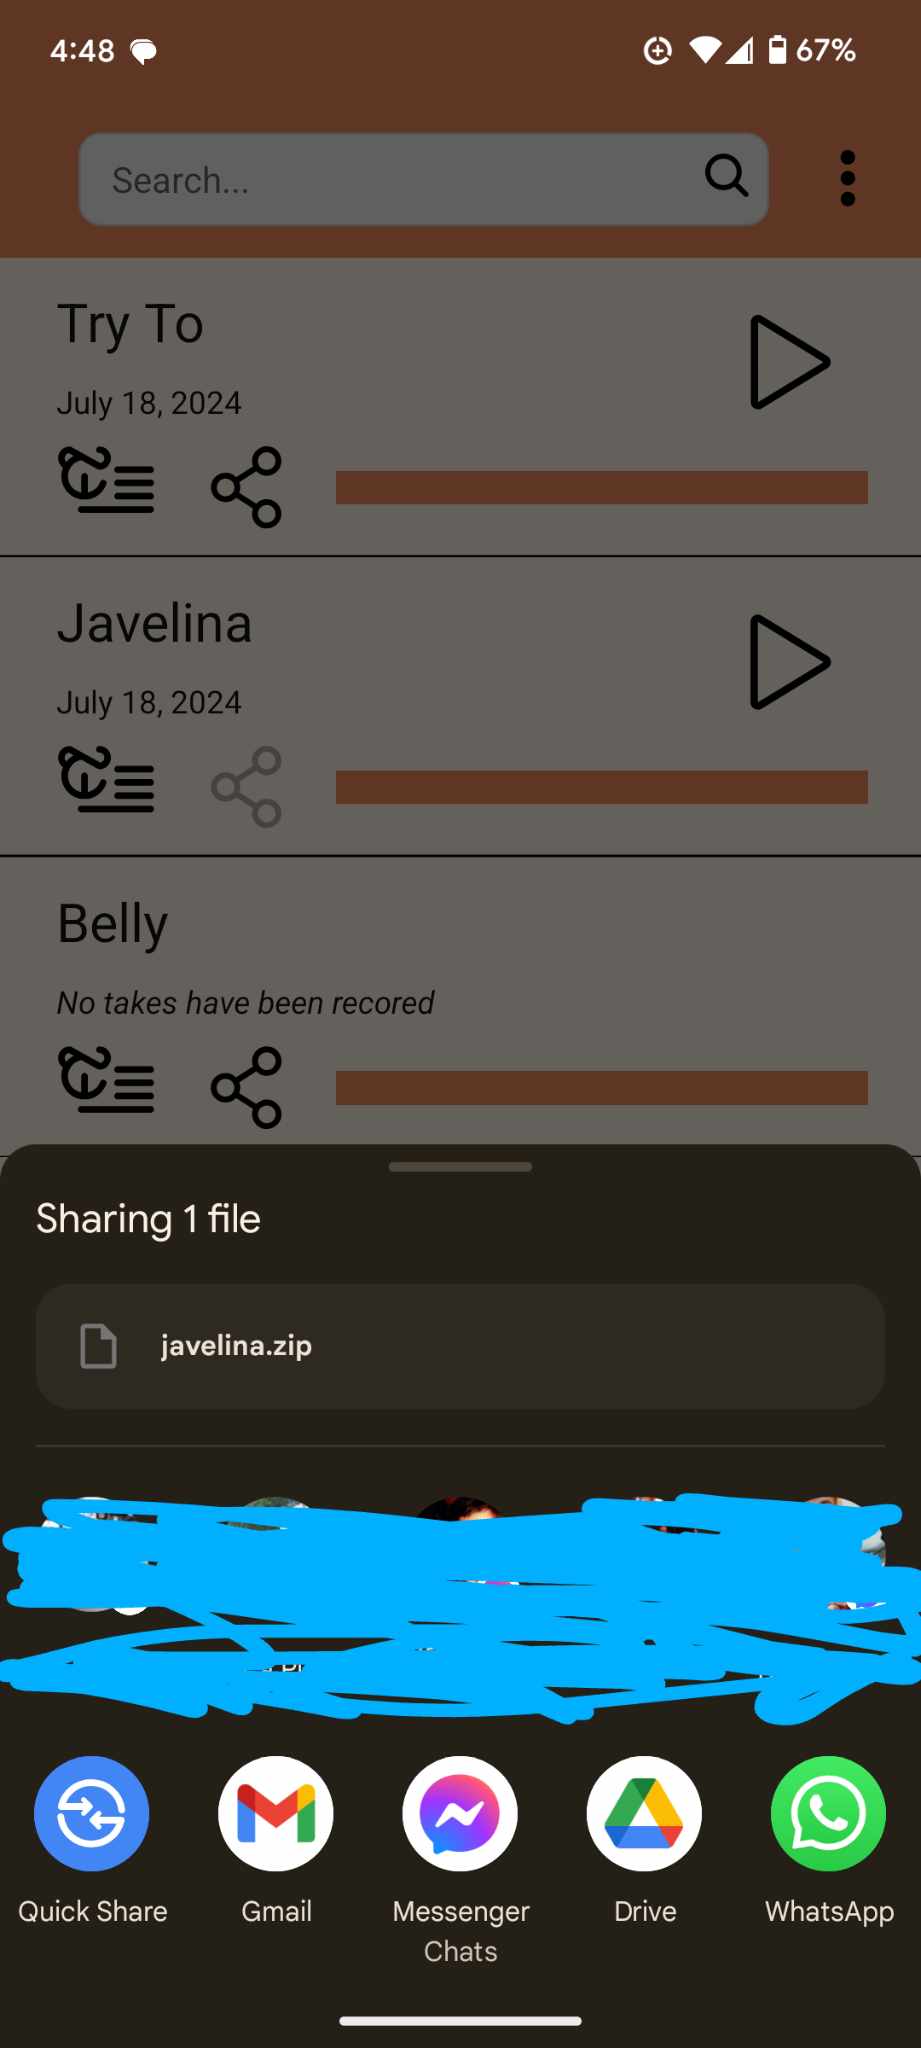 4:48 67%
Search...
Try To
July 18, 2024
Javelina
July 18, 2024
Belly
No takes have been recored
Sharing 1 file
javelina.zip
Quick Share Gmail Messenger Drive WhatsApp
Chats